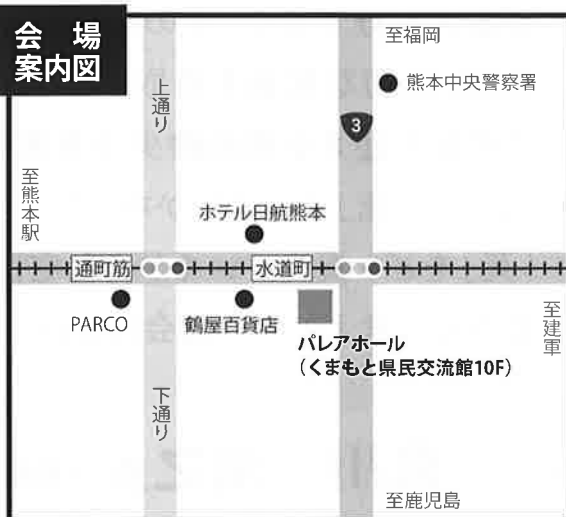 会場
案内図
至福岡
熊本中央警察署
上通り
3
至熊本駅
ホテル日航熊本
通町筋
水道町
PARCO
鶴屋百貨店
パレアホール
（くまもと県民交流館10F）
至建軍
下通り
至鹿児島